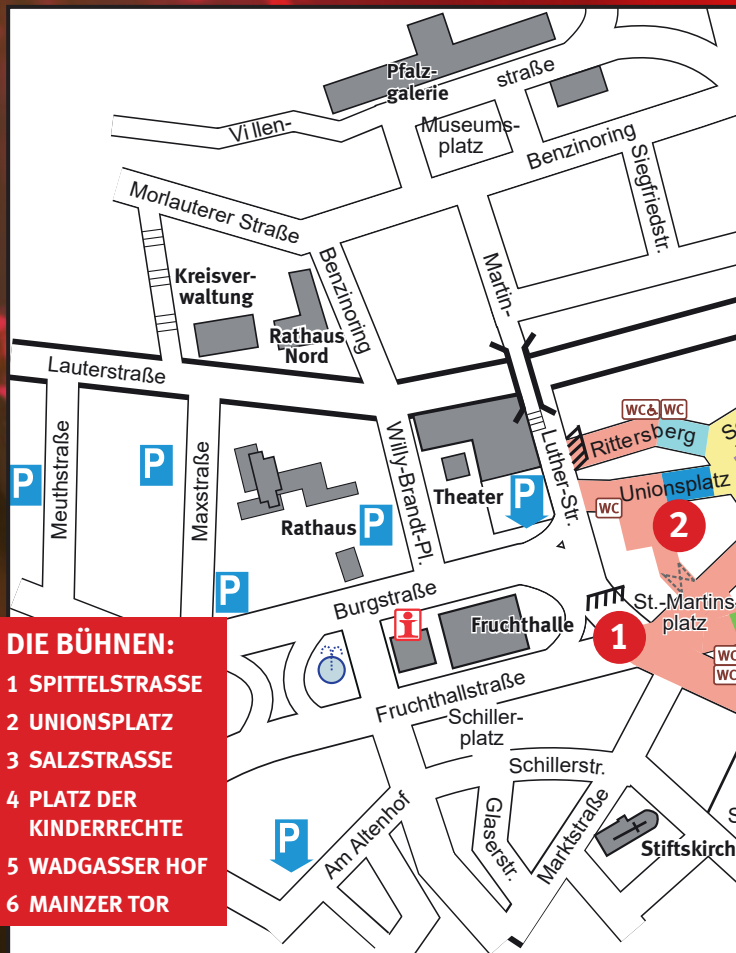 Pfalz-
galerie
straße
Villen-
Museums-
platz
Benzinoring
Siegfriedstr.
Morlauterer Straße
Kreisver-
waltung
Benzinoring
Martin-
Rathaus
Nord
Lauterstraße
WC WC
Rittersberg
Meuthstraße
P
P
Maxstraße
Willy-Brandt-Pl.
Luther-Str.
Unionsplatz
Theater
P
WC
Rathaus
P
2
P
Burgstraße
St.-Martins-
platz
Fruchthalle
1
WC
WC
Fruchthallstraße
Schiller-
platz
Schillerstr.
Am Altenhof
Glaserstr.
Marktstraße
P
Stiftskirch
DIE BÜHNEN:
1 SPITTELSTRASSE
2 UNIONSPLATZ
3 SALZSTRASSE
4 PLATZ DER
KINDERRECHTE
5 WADGASSER HOF
6 MAINZER TOR